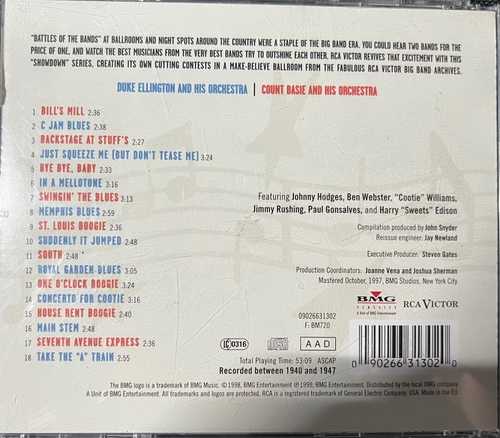 "BATTLES OF THE BANDS" AT BALLROOMS AND NIGHT SPOTS AROUND THE COUNTRY WERE A STAPLE OF THE BIG BAND ERA. YOU COULD HEAR TWO BANDS FOR THE
PRICE OF ONE, AND WATCH THE BEST MUSICIANS FROM THE VERY BEST BANDS TRY TO OUTSHINE EACH OTHER. RCA VICTOR REVIVES THAT EXCITEMENT WITH THIS
"SHOWDOWN" SERIES, CREATING ITS OWN CUTTING CONTESTS IN A MAKE-BELIEVE BALLROOM FROM THE FABULOUS RCA VICTOR BIG BAND ARCHIVES.
DUKE ELLINGTON AND HIS ORCHESTRA | COUNT BASIE AND HIS ORCHESTRA
1 BILL'S MILL 2:36
2 C JAM BLUES 2:38
3 BACKSTAGE AT STUFF'S 2:27
4 JUST SQUEEZE ME (BUT DON'T TEASE ME) 3:24
5 BYE BYE, BABY 2:33
6 IN A MELLOTONE 3:16
7 SWINGIN' THE BLUES 3:13
8 MEMPHIS BLUES 2:59
9 ST. LOUIS BOOGIE 2:36
10 SUDDENLY IT JUMPED 2:48
11 SOUTH 2:48
12 ROYAL GARDEN BLUES 3:05
13 ONE O'CLOCK BOOGIE 3:24
14 CONCERTO FOR COOTIE 3:16
15 HOUSE RENT BOOGIE 2:40
16 MAIN STEM 2:48
17 SEVENTH AVENUE EXPRESS 2:36
18 TAKE THE "A" TRAIN 2:55
Featuring Johnny Hodges, Ben Webster, "Cootie" Williams,
Jimmy Rushing, Paul Gonsalves, and Harry "Sweets" Edison
Compilation produced by John Snyder
Reissue engineer: Jay Newland
Executive Producer: Steven Gates
Production Coordinators: Joanne Vena and Joshua Sherman
Mastered October, 1997, BMG Studios, New York City
BMG
CLASSICS
A Unit of BMG Entertainment
RCA VICTOR
09026631302
F: BM720
LC 0316
A A D
Total Playing Time: 53:09 ASCAP
Recorded between 1940 and 1947
0 90266 31302 0
The BMG logo is a trademark of BMG Music. © 1998, BMG Entertainment ℗ 1998, BMG Entertainment. Distributed by the local BMG company
A Unit of BMG Entertainment. All trademarks and logos are protected. RCA is a registered trademark of General Electric Company, USA. Made in the EU